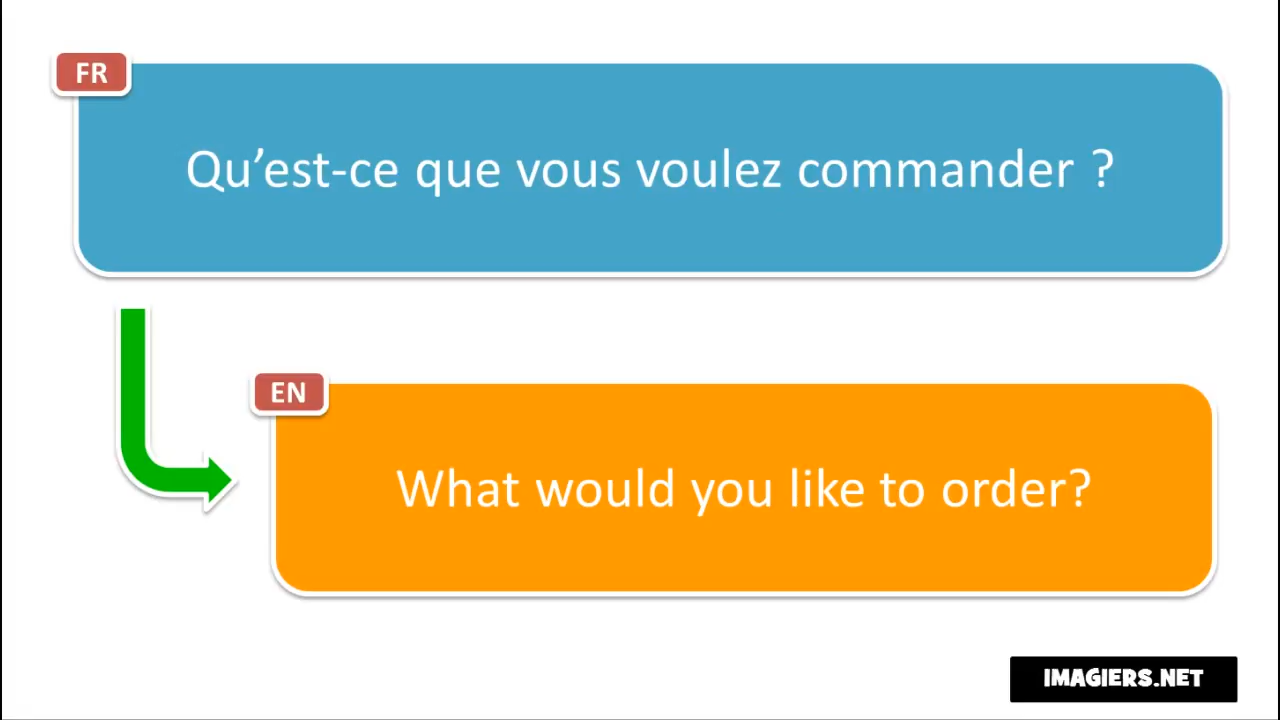 FR
Qu’est-ce que vous voulez commander ?
EN
What would you like to order?
IMAGIERS.NET